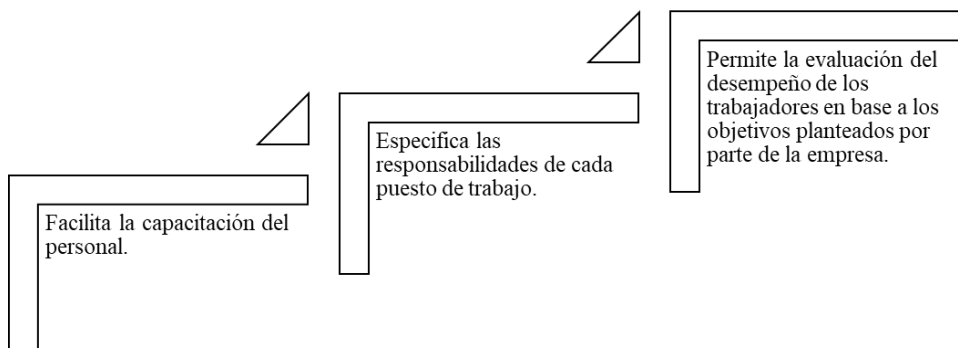 Facilita la capacitación del
personal.
Especifica las
responsabilidades de cada
puesto de trabajo.
Permite la evaluación del
desempeño de los
trabajadores en base a los
objetivos planteados por
parte de la empresa.